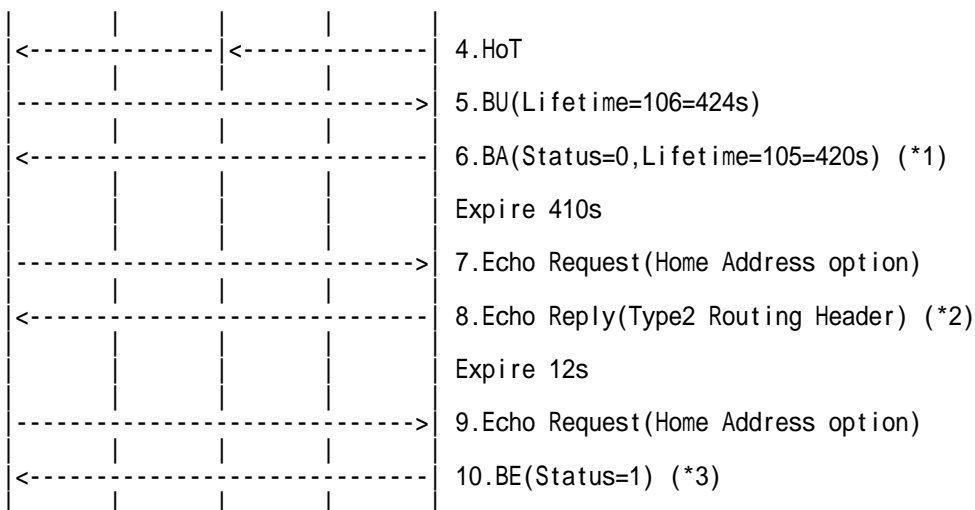 4.HoT
5.BU(Lifetime=106=424s)
6.BA(Status=0,Lifetime=105=420s) (*1)
Expire 410s
7.Echo Request(Home Address option)
8.Echo Reply(Type2 Routing Header) (*2)
Expire 12s
9.Echo Request(Home Address option)
10.BE(Status=1) (*3)